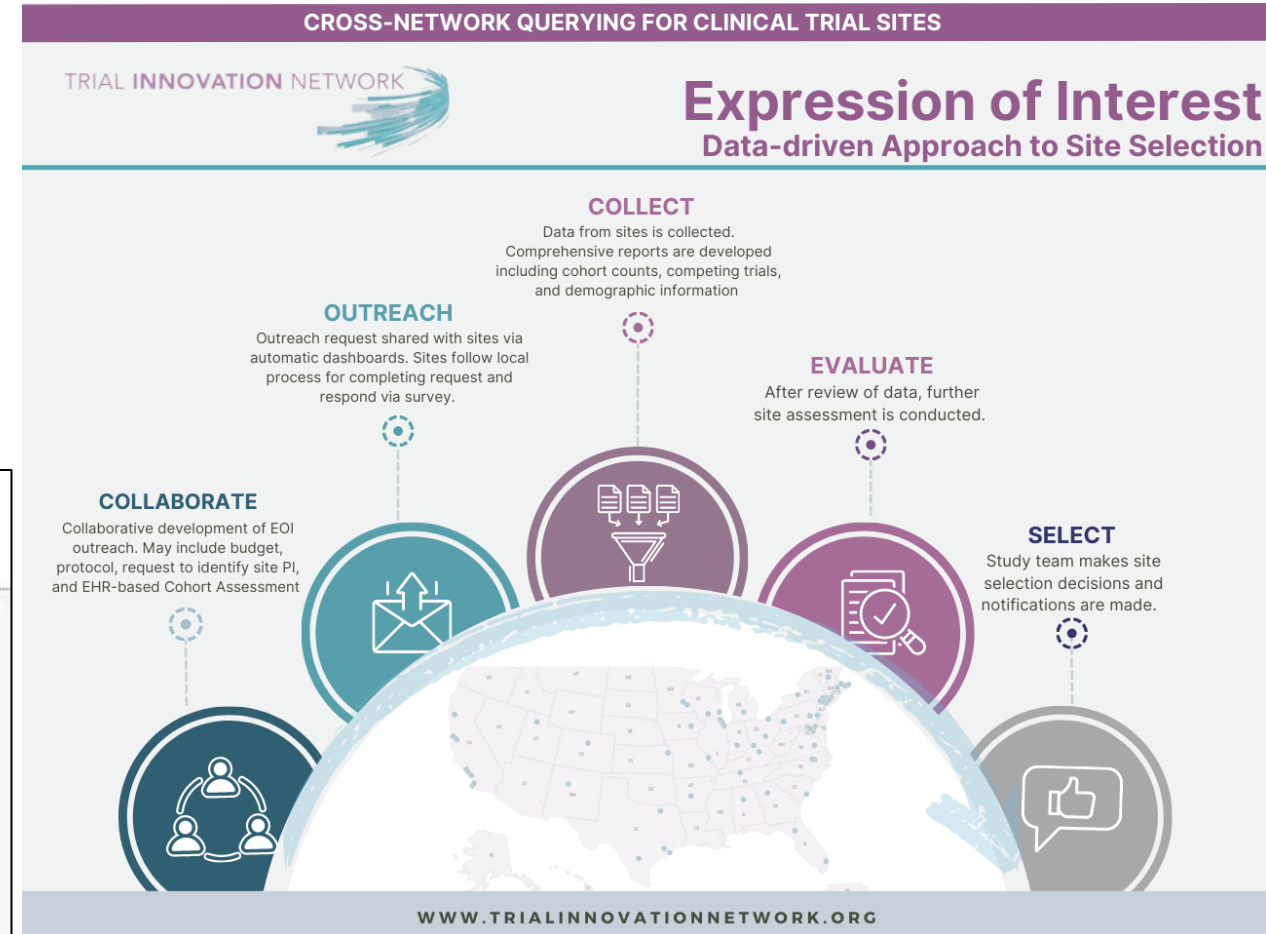 CROSS-NETWORK QUERYING FOR CLINICAL TRIAL SITES
TRIAL INNOVATION NETWORK
Expression of Interest
Data-driven Approach to Site Selection
COLLECT
Data from sites is collected.
Comprehensive reports are developed
including cohort counts, competing trials,
and demographic information
OUTREACH
Outreach request shared with sites via
automatic dashboards. Sites follow local
process for completing request and
respond via survey.
EVALUATE
After review of data, further
site assessment is conducted.
COLLABORATE
Collaborative development of EOI
outreach. May include budget,
protocol, request to identify site PI,
and EHR-based Cohort Assessment
SELECT
Study team makes site
selection decisions and
notifications are made.
WWW.TRIALINNOVATIONNETWORK.ORG